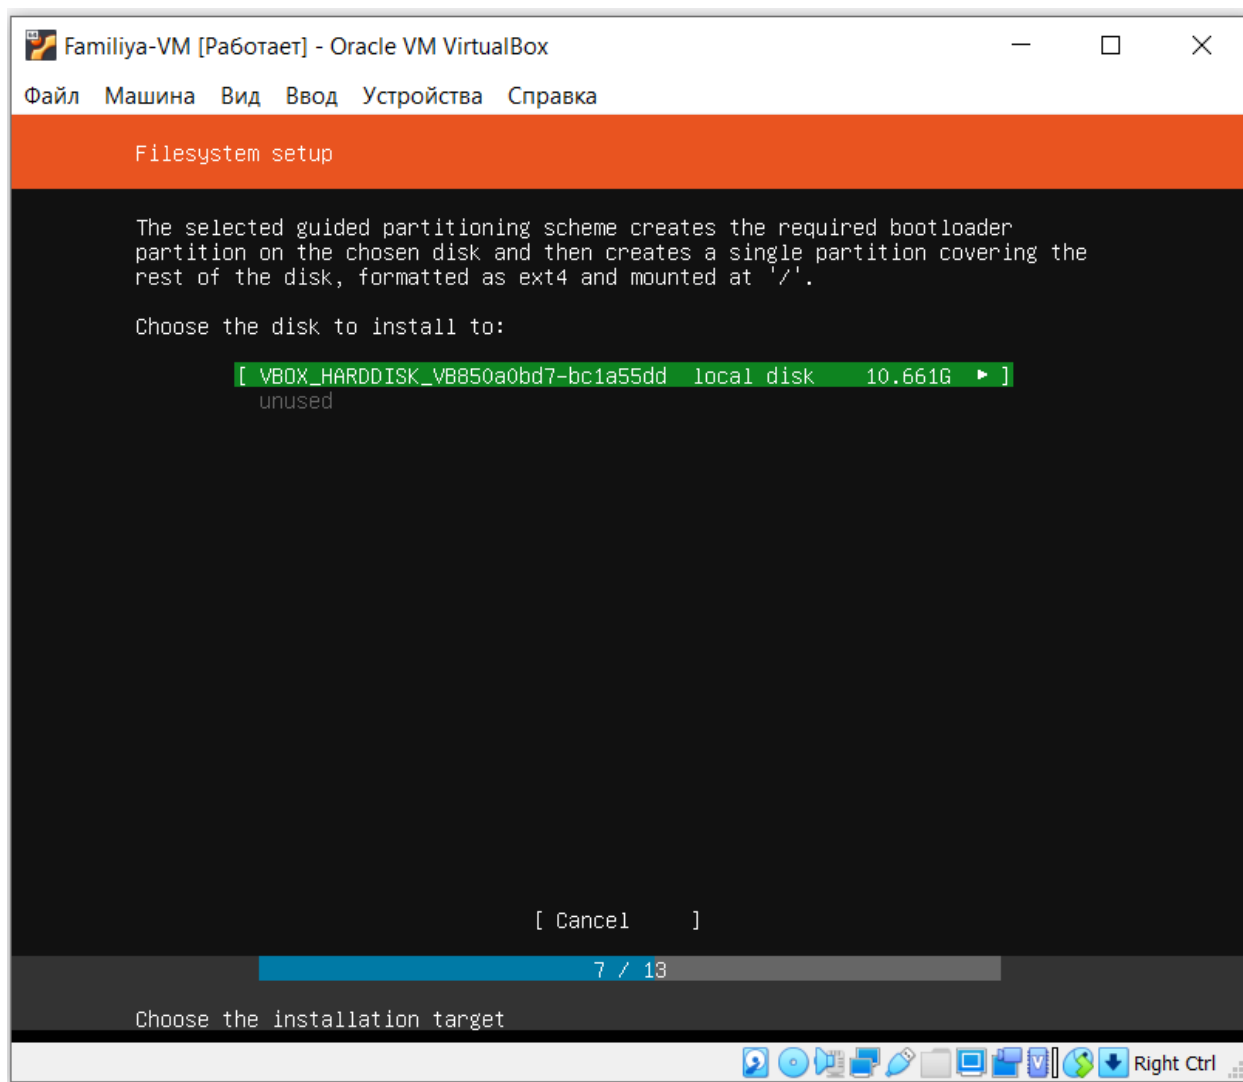 Familiya-VM [Работает] - Oracle VM VirtualBox
Файл Машина Вид Ввод Устройства Справка
Filesystem setup
The selected guided partitioning scheme creates the required bootloader
partition on the chosen disk and then creates a single partition covering the
rest of the disk, formatted as ext4 and mounted at '/'.
Choose the disk to install to:
[ VBOX_HARDDISK_VB850a0bd7-bc1a55dd local disk 10.661G ► ]
unused
[ Cancel ]
7 / 13
Choose the installation target
Right Ctrl